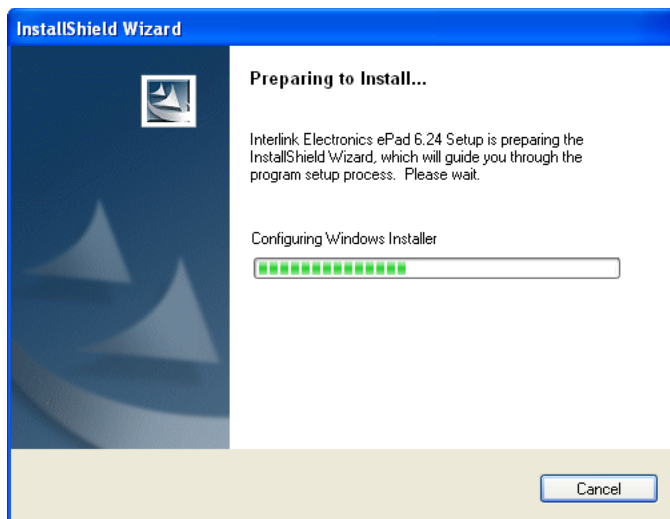 InstallShield Wizard
Preparing to Install...
Interlink Electronics ePad 6.24 Setup is preparing the
InstallShield Wizard, which will guide you through the
program setup process. Please wait.
Configuring Windows Installer
Cancel